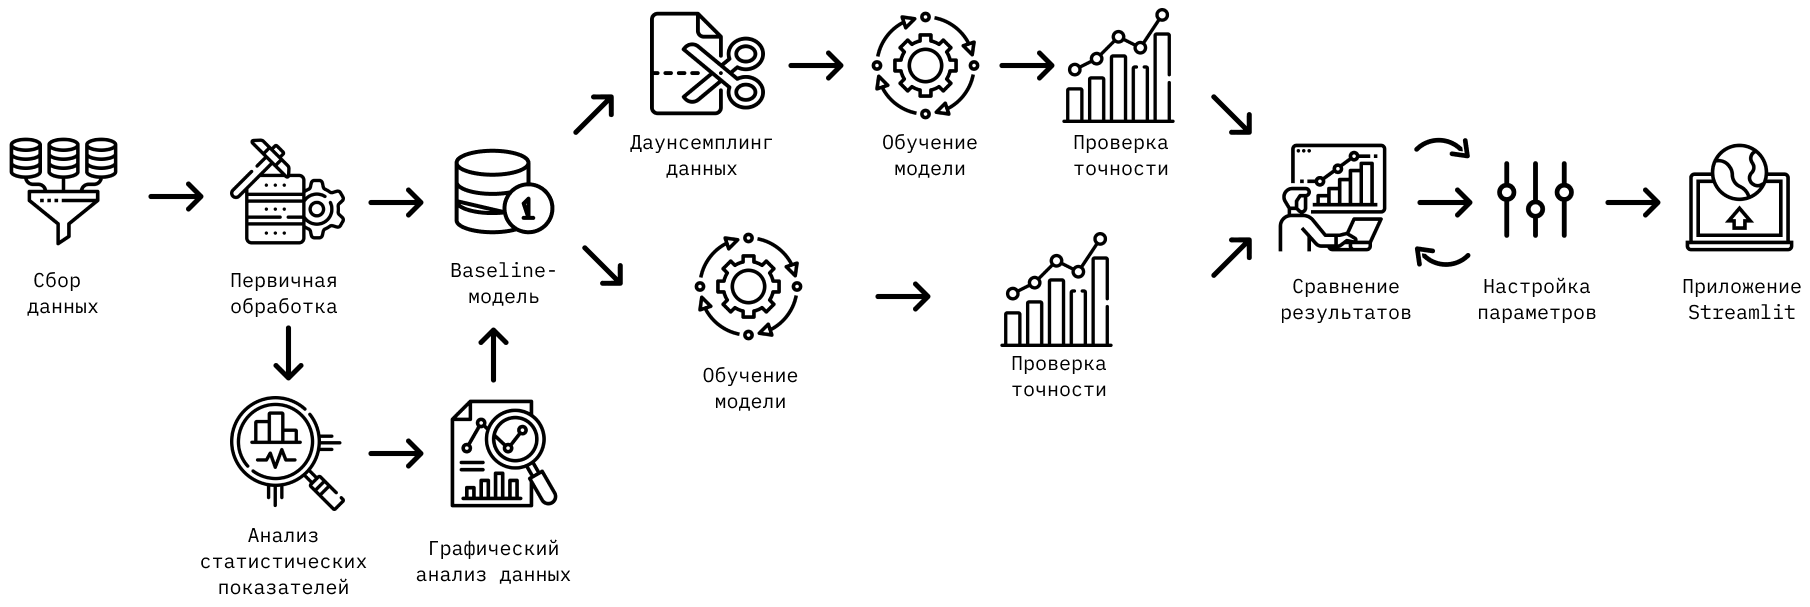 Сбор
данных
Первичная
обработка
Анализ
статистических
показателей
Графический
анализ данных
1
Baseline-
модель
Даунсемплинг
данных
Обучение
модели
Проверка
точности
Обучение
модели
Проверка
точности
Сравнение
результатов
Настройка
параметров
Приложение
Streamlit